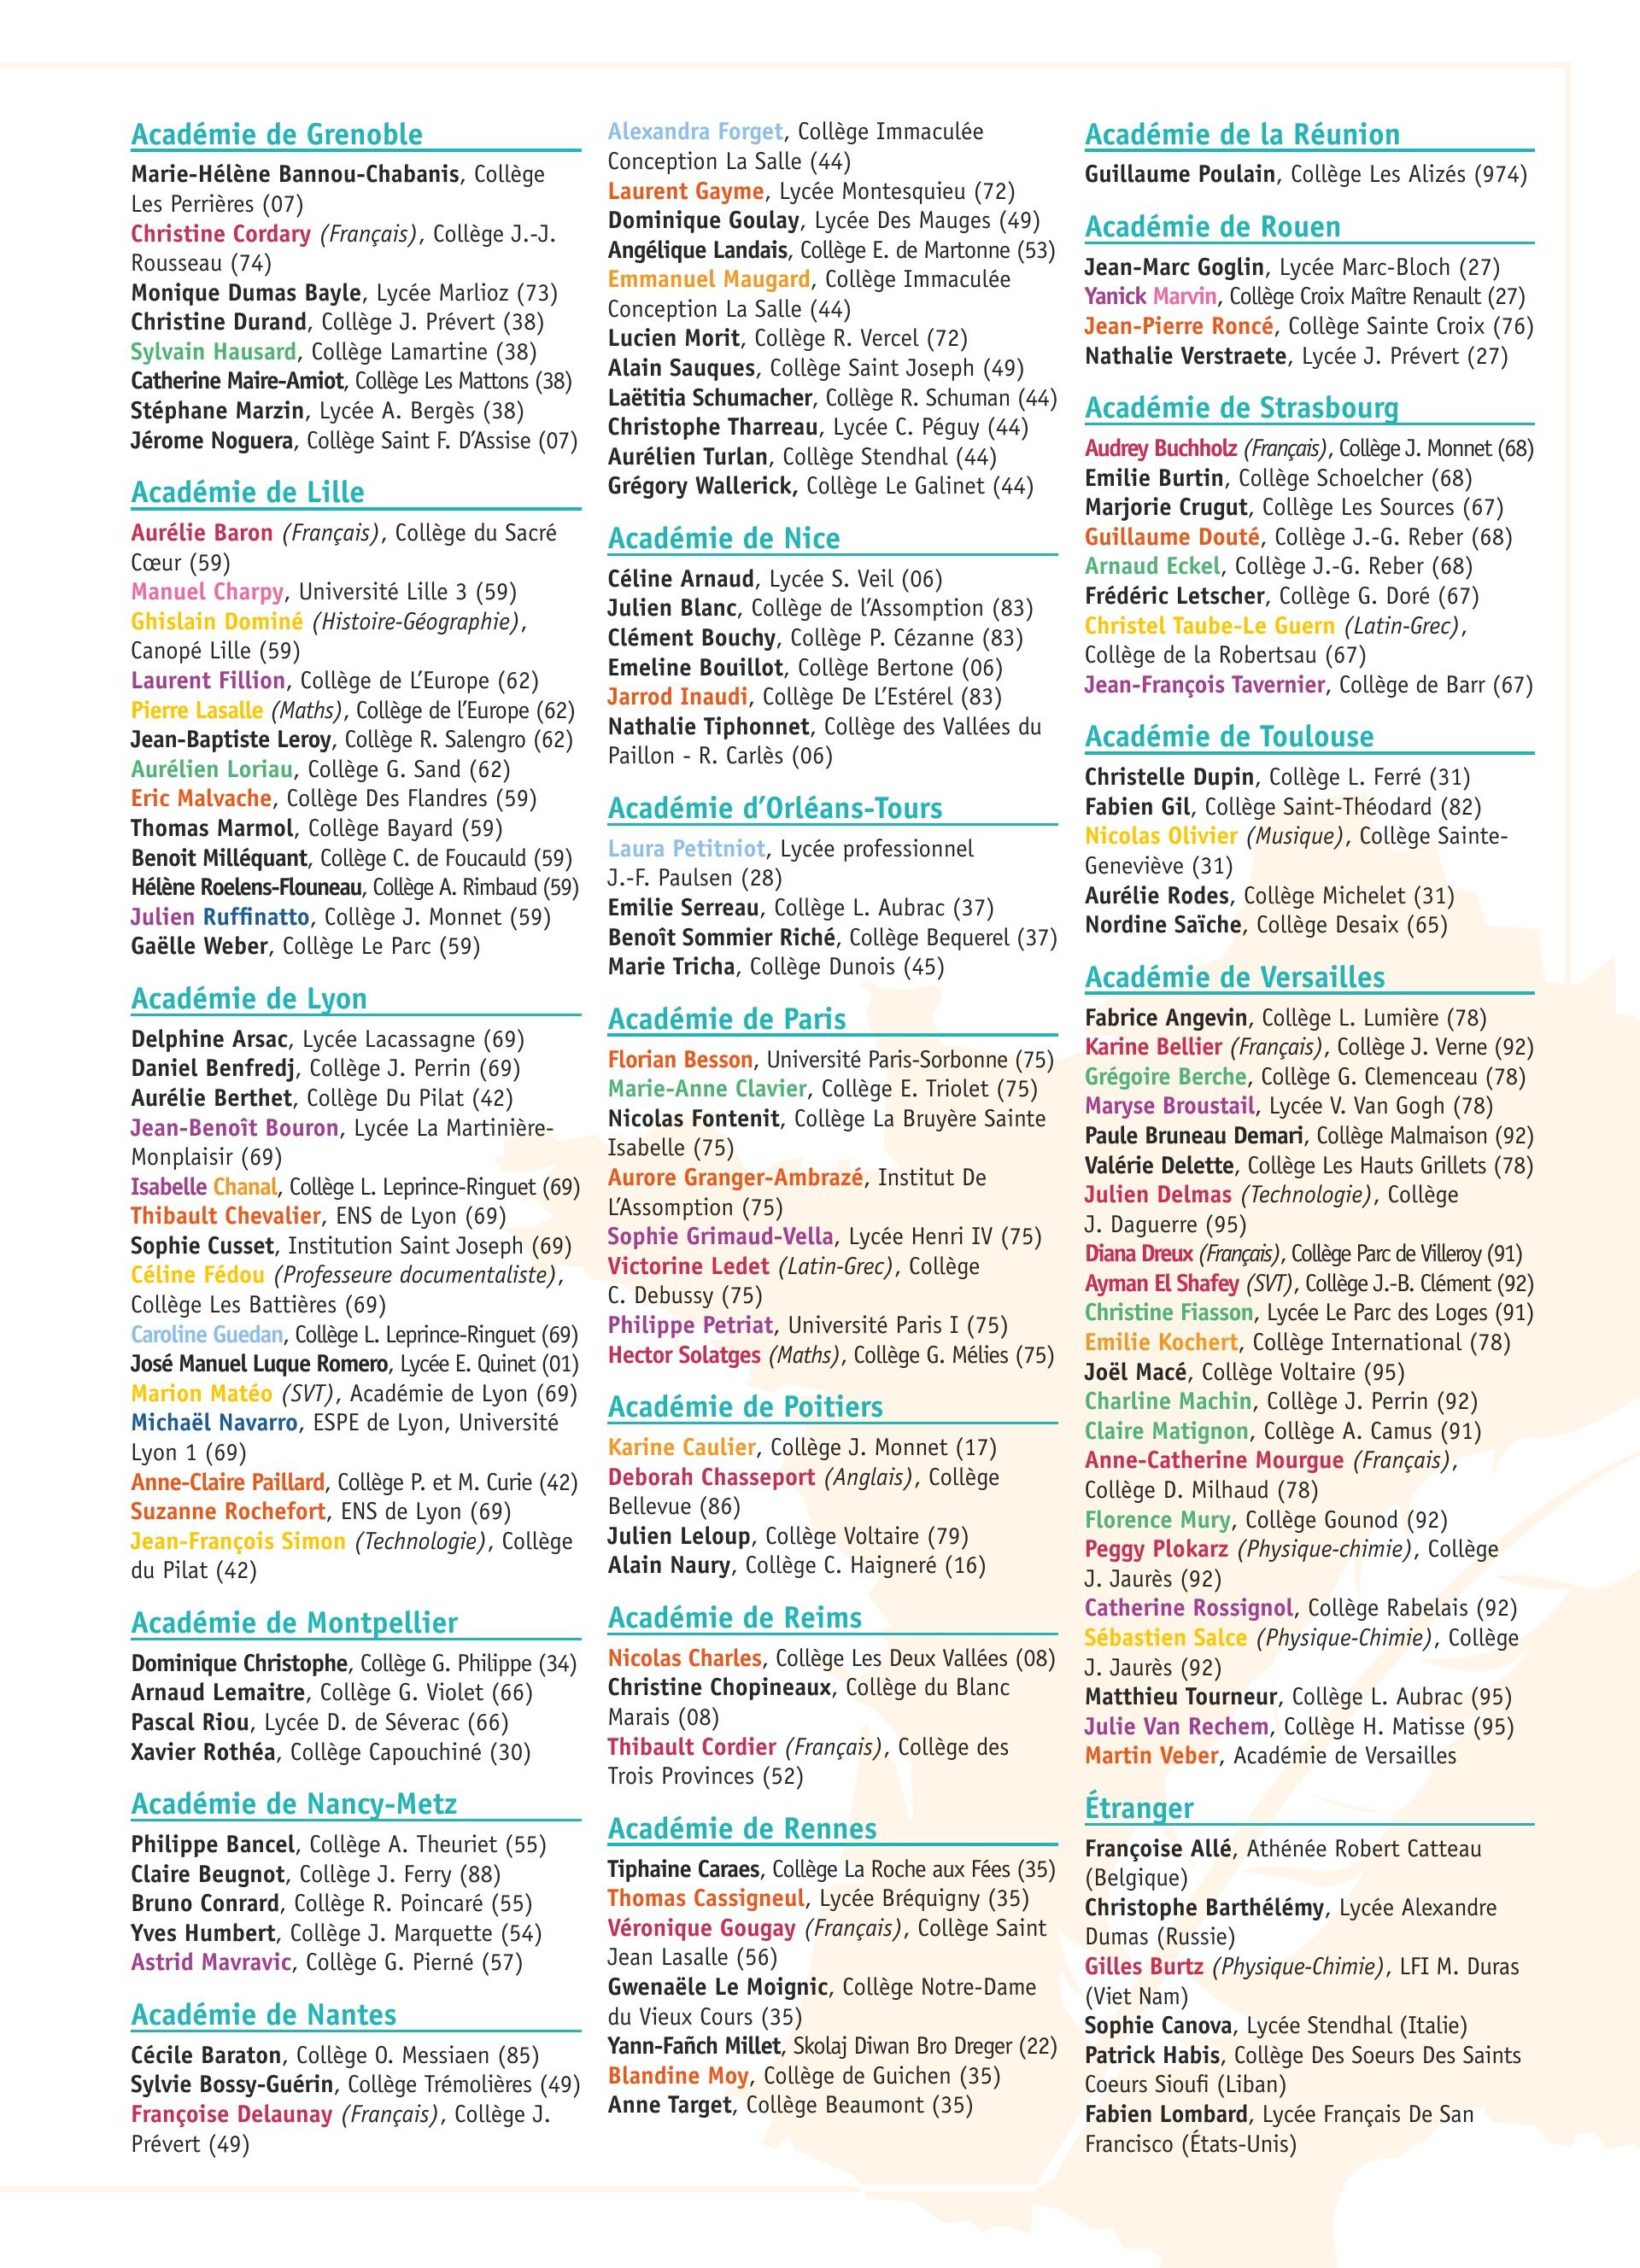 Académie de Grenoble
Marie-Hélène Bannou-Chabanis, Collège
Les Perrières (07)
Christine Cordary (Français), Collège J.-J.
Rousseau (74)
Monique Dumas Bayle, Lycée Marlioz (73)
Christine Durand, Collège J. Prévert (38)
Sylvain Hausard, Collège Lamartine (38)
Catherine Maire-Amiot, Collège Les Mattons (38)
Stéphane Marzin, Lycée A. Bergès (38)
Jérome Noguera, Collège Saint F. D'Assise (07)
Académie de Lille
Aurélie Baron (Français), Collège du Sacré
Cœur (59)
Manuel Charpy, Université Lille 3 (59)
Ghislain Dominé (Histoire-Géographie),
Canopé Lille (59)
Laurent Fillion, Collège de L'Europe (62)
Pierre Lasalle (Maths), Collège de l'Europe (62)
Jean-Baptiste Leroy, Collège R. Salengro (62)
Aurélien Loriau, Collège G. Sand (62)
Eric Malvache, Collège Des Flandres (59)
Thomas Marmol, Collège Bayard (59)
Benoit Milléquant, Collège C. de Foucauld (59)
Hélène Roelens-Flouneau, Collège A. Rimbaud (59)
Julien Ruffinatto, Collège J. Monnet (59)
Gaëlle Weber, Collège Le Parc (59)
Académie de Lyon
Delphine Arsac, Lycée Lacassagne (69)
Daniel Benfredj, Collège J. Perrin (69)
Aurélie Berthet, Collège Du Pilat (42)
Jean-Benoît Bouron, Lycée La Martinière-
Monplaisir (69)
Isabelle Chanal, Collège L. Leprince-Ringuet (69)
Thibault Chevalier, ENS de Lyon (69)
Sophie Cusset, Institution Saint Joseph (69)
Céline Fédou (Professeure documentaliste),
Collège Les Battières (69)
Caroline Guedan, Collège L. Leprince-Ringuet (69)
José Manuel Luque Romero, Lycée E. Quinet (01)
Marion Matéo (SVT), Académie de Lyon (69)
Michaël Navarro, ESPE de Lyon, Université
Lyon 1 (69)
Anne-Claire Paillard, Collège P. et M. Curie (42)
Suzanne Rochefort, ENS de Lyon (69)
Jean-François Simon (Technologie), Collège
du Pilat (42)
Académie de Montpellier
Dominique Christophe, Collège G. Philippe (34)
Arnaud Lemaitre, Collège G. Violet (66)
Pascal Riou, Lycée D. de Séverac (66)
Xavier Rothéa, Collège Capouchiné (30)
Académie de Nancy-Metz
Philippe Bancel, Collège A. Theuriet (55)
Claire Beugnot, Collège J. Ferry (88)
Bruno Conrard, Collège R. Poincaré (55)
Yves Humbert, Collège J. Marquette (54)
Astrid Mavravic, Collège G. Pierné (57)
Académie de Nantes
Cécile Baraton, Collège O. Messiaen (85)
Sylvie Bossy-Guérin, Collège Trémolières (49)
Françoise Delaunay (Français), Collège J.
Prévert (49)
Alexandra Forget, Collège Immaculée
Conception La Salle (44)
Laurent Gayme, Lycée Montesquieu (72)
Dominique Goulay, Lycée Des Mauges (49)
Angélique Landais, Collège E. de Martonne (53)
Emmanuel Maugard, Collège Immaculée
Conception La Salle (44)
Lucien Morit, Collège R. Vercel (72)
Alain Sauques, Collège Saint Joseph (49)
Laëtitia Schumacher, Collège R. Schuman (44)
Christophe Tharreau, Lycée C. Péguy (44)
Aurélien Turlan, Collège Stendhal (44)
Grégory Wallerick, Collège Le Galinet (44)
Académie de Nice
Céline Arnaud, Lycée S. Veil (06)
Julien Blanc, Collège de l'Assomption (83)
Clément Bouchy, Collège P. Cézanne (83)
Emeline Bouillot, Collège Bertone (06)
Jarrod Inaudi, Collège De L'Estérel (83)
Nathalie Tiphonnet, Collège des Vallées du
Paillon - R. Carlès (06)
Académie d'Orléans-Tours
Laura Petitniot, Lycée professionnel
J.-F. Paulsen (28)
Emilie Serreau, Collège L. Aubrac (37)
Benoît Sommier Riché, Collège Bequerel (37)
Marie Tricha, Collège Dunois (45)
Académie de Paris
Florian Besson, Université Paris-Sorbonne (75)
Marie-Anne Clavier, Collège E. Triolet (75)
Nicolas Fontenit, Collège La Bruyère Sainte
Isabelle (75)
Aurore Granger-Ambrazé, Institut De
L'Assomption (75)
Sophie Grimaud-Vella, Lycée Henri IV (75)
Victorine Ledet (Latin-Grec), Collège
C. Debussy (75)
Philippe Petriat, Université Paris I (75)
Hector Solatges (Maths), Collège G. Mélies (75)
Académie de Poitiers
Karine Caulier, Collège J. Monnet (17)
Deborah Chasseport (Anglais), Collège
Bellevue (86)
Julien Leloup, Collège Voltaire (79)
Alain Naury, Collège C. Haigneré (16)
Académie de Reims
Nicolas Charles, Collège Les Deux Vallées (08)
Christine Chopineaux, Collège du Blanc
Marais (08)
Thibault Cordier (Français), Collège des
Trois Provinces (52)
Académie de Rennes
Tiphaine Caraes, Collège La Roche aux Fées (35)
Thomas Cassigneul, Lycée Bréquigny (35)
Véronique Gougay (Français), Collège Saint
Jean Lasalle (56)
Gwenaële Le Moignic, Collège Notre-Dame
du Vieux Cours (35)
Yann-Fañch Millet, Skolaj Diwan Bro Dreger (22)
Blandine Moy, Collège de Guichen (35)
Anne Target, Collège Beaumont (35)
Académie de la Réunion
Guillaume Poulain, Collège Les Alizés (974)
Académie de Rouen
Jean-Marc Goglin, Lycée Marc-Bloch (27)
Yanick Marvin, Collège Croix Maître Renault (27)
Jean-Pierre Roncé, Collège Sainte Croix (76)
Nathalie Verstraete, Lycée J. Prévert (27)
Académie de Strasbourg
Audrey Buchholz (Français), Collège J. Monnet (68)
Emilie Burtin, Collège Schoelcher (68)
Marjorie Crugut, Collège Les Sources (67)
Guillaume Douté, Collège J.-G. Reber (68)
Arnaud Eckel, Collège J.-G. Reber (68)
Frédéric Letscher, Collège G. Doré (67)
Christel Taube-Le Guern (Latin-Grec),
Collège de la Robertsau (67)
Jean-François Tavernier, Collège de Barr (67)
Académie de Toulouse
Christelle Dupin, Collège L. Ferré (31)
Fabien Gil, Collège Saint-Théodard (82)
Nicolas Olivier (Musique), Collège Sainte-
Geneviève (31)
Aurélie Rodes, Collège Michelet (31)
Nordine Saïche, Collège Desaix (65)
Académie de Versailles
Fabrice Angevin, Collège L. Lumière (78)
Karine Bellier (Français), Collège J. Verne (92)
Grégoire Berche, Collège G. Clemenceau (78)
Maryse Broustail, Lycée V. Van Gogh (78)
Paule Bruneau Demari, Collège Malmaison (92)
Valérie Delette, Collège Les Hauts Grillets (78)
Julien Delmas (Technologie), Collège
J. Daguerre (95)
Diana Dreux (Français), Collège Parc de Villeroy (91)
Ayman El Shafey (SVT), Collège J.-B. Clément (92)
Christine Fiasson, Lycée Le Parc des Loges (91)
Emilie Kochert, Collège International (78)
Joël Macé, Collège Voltaire (95)
Charline Machin, Collège J. Perrin (92)
Claire Matignon, Collège A. Camus (91)
Anne-Catherine Mourgue (Français),
Collège D. Milhaud (78)
Florence Mury, Collège Gounod (92)
Peggy Plokarz (Physique-chimie), Collège
J. Jaurès (92)
Catherine Rossignol, Collège Rabelais (92)
Sébastien Salce (Physique-Chimie), Collège
J. Jaurès (92)
Matthieu Tourneur, Collège L. Aubrac (95)
Julie Van Rechem, Collège H. Matisse (95)
Martin Veber, Académie de Versailles
Étranger
Françoise Allé, Athénée Robert Catteau
(Belgique)
Christophe Barthélémy, Lycée Alexandre
Dumas (Russie)
Gilles Burtz (Physique-Chimie), LFI M. Duras
(Viet Nam)
Sophie Canova, Lycée Stendhal (Italie)
Patrick Habis, Collège Des Soeurs Des Saints
Coeurs Sioufi (Liban)
Fabien Lombard, Lycée Français De San
Francisco (États-Unis)